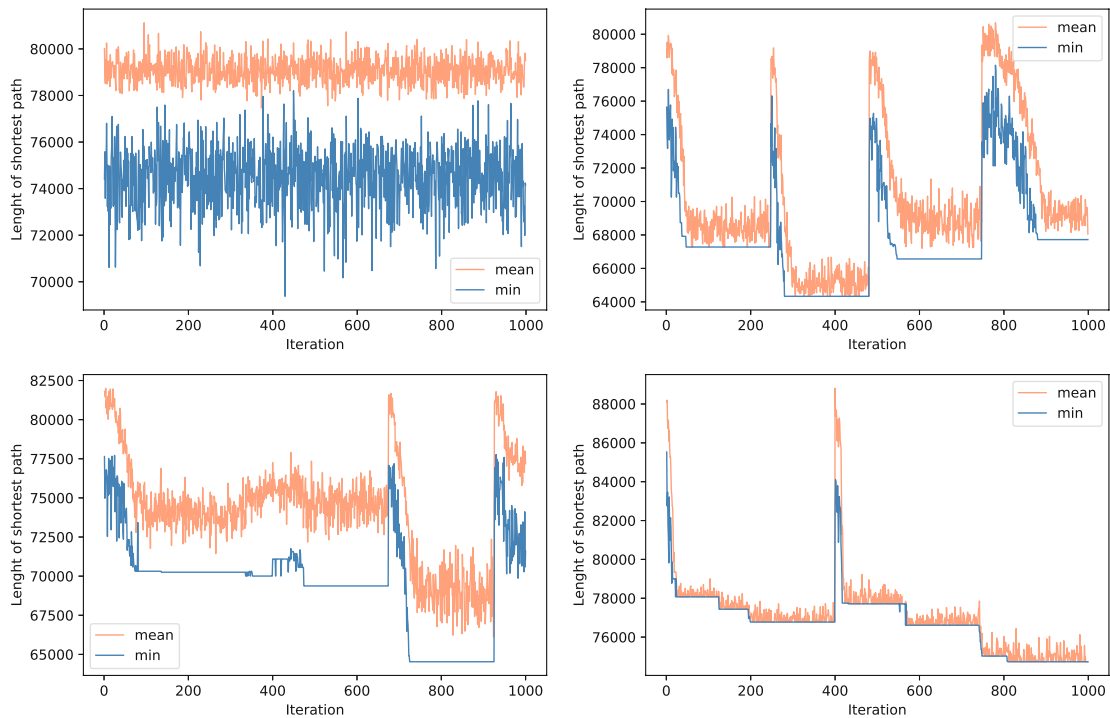 80000
78000
76000
74000
72000
70000
Lenght of shortest path
mean
min
0 200 400 600 800 1000
Iteration
80000
78000
76000
74000
72000
70000
68000
66000
64000
Lenght of shortest path
mean
min
0 200 400 600 800 1000
Iteration
82500
80000
77500
75000
72500
70000
67500
65000
Lenght of shortest path
mean
min
0 200 400 600 800 1000
Iteration
88000
86000
84000
82000
80000
78000
76000
Lenght of shortest path
mean
min
0 200 400 600 800 1000
Iteration